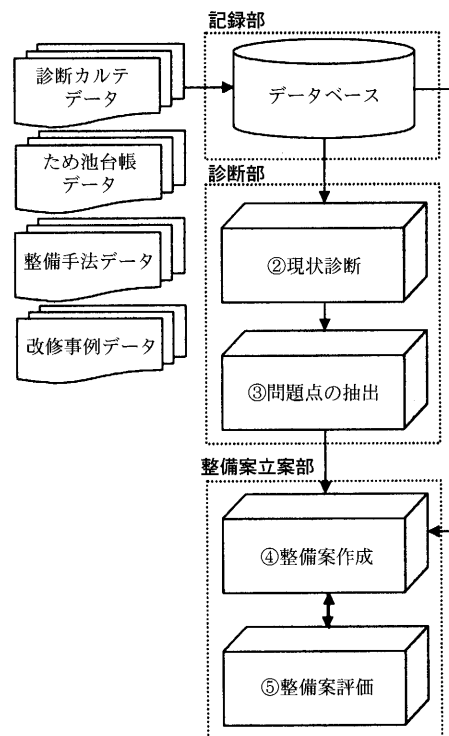 記録部
診断カルテ
データ
データベース
ため池台帳
データ
整備手法データ
改修事例データ
診断部
②現状診断
③問題点の抽出
整備案立案部
④整備案作成
⑤整備案評価